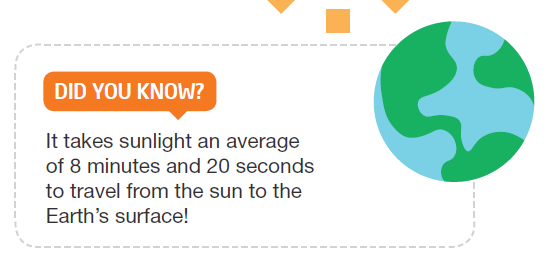 DID YOU KNOW?
It takes sunlight an average
of 8 minutes and 20 seconds
to travel from the sun to the
Earth's surface!